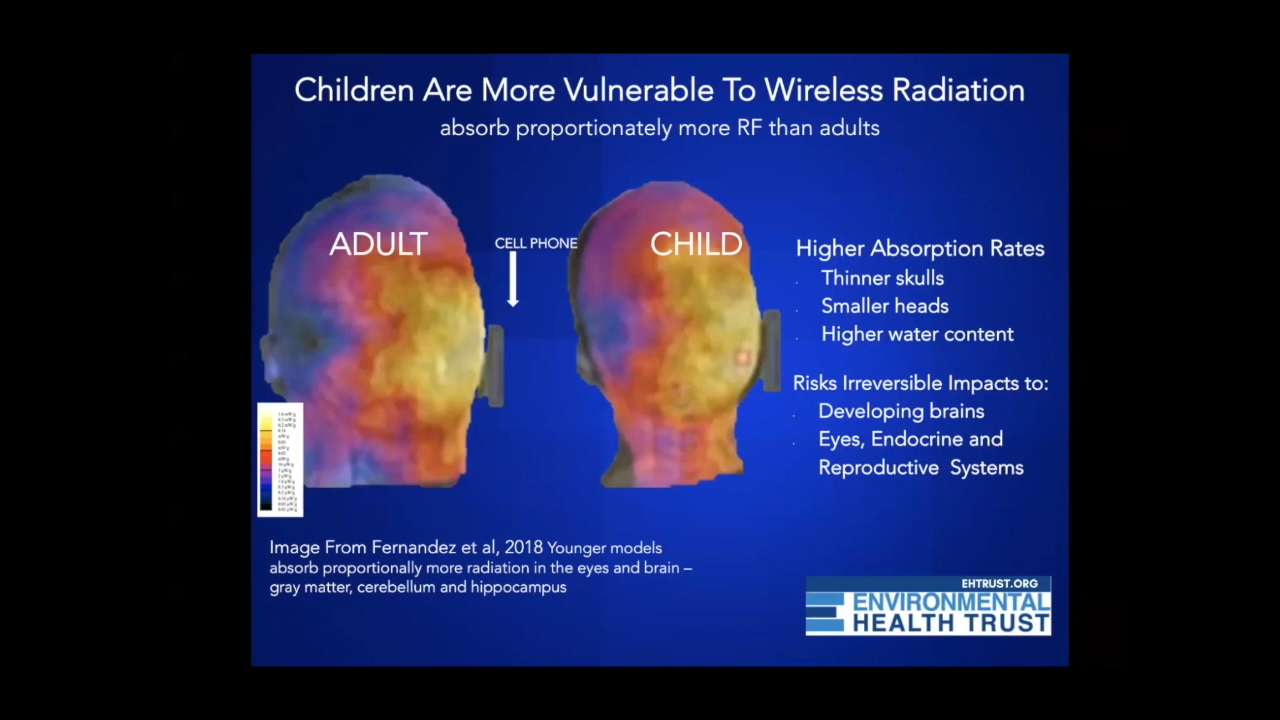 Children Are More Vulnerable To Wireless Radiation
absorb proportionately more RF than adults
ADULT
CELL PHONE
CHILD
Higher Absorption Rates
Thinner skulls
Smaller heads
Higher water content
Risks Irreversible Impacts to:
Developing brains
Eyes, Endocrine and
Reproductive Systems
Image From Fernandez et al, 2018 Younger models
absorb proportionally more radiation in the eyes and brain –
gray matter, cerebellum and hippocampus
EHTRUST.ORG
ENVIRONMENTAL
HEALTH TRUST